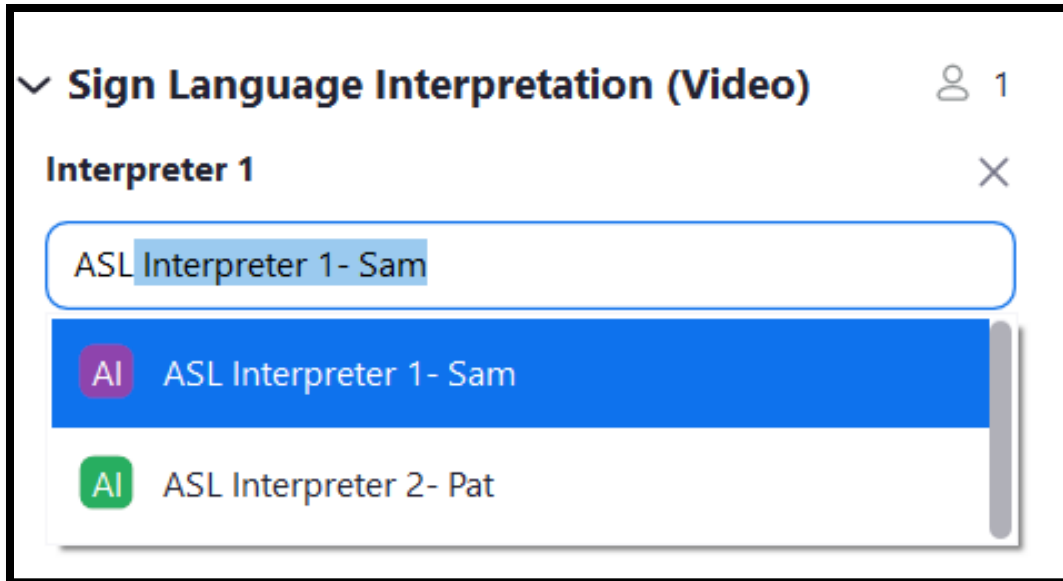 Sign Language Interpretation (Video) 1
Interpreter 1
ASL Interpreter 1- Sam
AI ASL Interpreter 1- Sam
AI ASL Interpreter 2- Pat